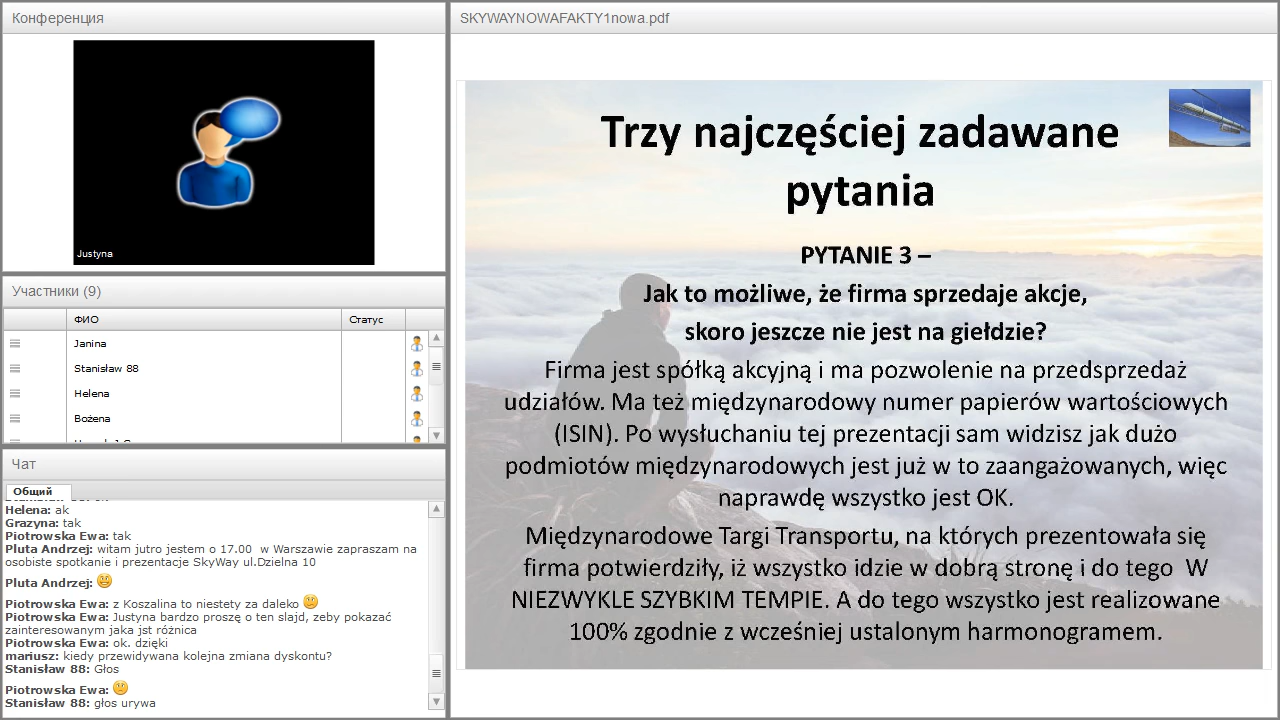 Конференция
Justyna
Участники (9)
ФИО
Статус
Janina
Stanisław 88
Helena
Bożena
Чат
Общий
Helena: ak
Grazyna: tak
Piotrowska Ewa: tak
Pluta Andrzej: witam jutro jestem o 17.00 w Warszawie zapraszam na
osobiste spotkanie i prezentacje SkyWay ul.Dzielna 10
Pluta Andrzej:
Piotrowska Ewa: z Koszalina to niestety za daleko
Piotrowska Ewa: Justyna bardzo proszę o ten slajd, zeby pokazać
zainteresowanym jaka jst róźnica
Piotrowska Ewa: ok. dzięki
mariusz: kiedy przewidywana kolejna zmiana dyskontu?
Stanisław 88: Głos
Piotrowska Ewa:
Stanisław 88: głos urywa
SKYWAYNOWAFAKTY1nowa.pdf
Trzy najczęściej zadawane
pytania
PYTANIE 3 –
Jak to możliwe, że firma sprzedaje akcje,
skoro jeszcze nie jest na giełdzie?
Firma jest spółką akcyjną i ma pozwolenie na przedsprzedaż
udziałów. Ma też międzynarodowy numer papierów wartościowych
(ISIN). Po wysłuchaniu tej prezentacji sam widzisz jak dużo
podmiotów międzynarodowych jest już w to zaangażowanych, więc
naprawdę wszystko jest OK.
Międzynarodowe Targi Transportu, na których prezentowała się
firma potwierdziły, iż wszystko idzie w dobrą stronę i do tego W
NIEZWYKLE SZYBKIM TEMPIE. A do tego wszystko jest realizowane
100% zgodnie z wcześniej ustalonym harmonogramem.